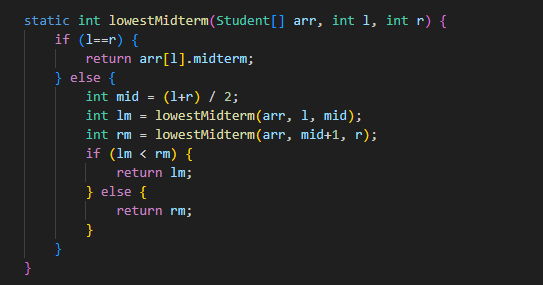 static int lowestMidterm(Student[] arr, int l, int r) {
    if (l==r) {
        return arr[l].midterm;
    } else {
        int mid = (l+r) / 2;
        int lm = lowestMidterm(arr, l, mid);
        int rm = lowestMidterm(arr, mid+1, r);
        if (lm < rm) {
            return lm;
        } else {
            return rm;
        }
    }
}